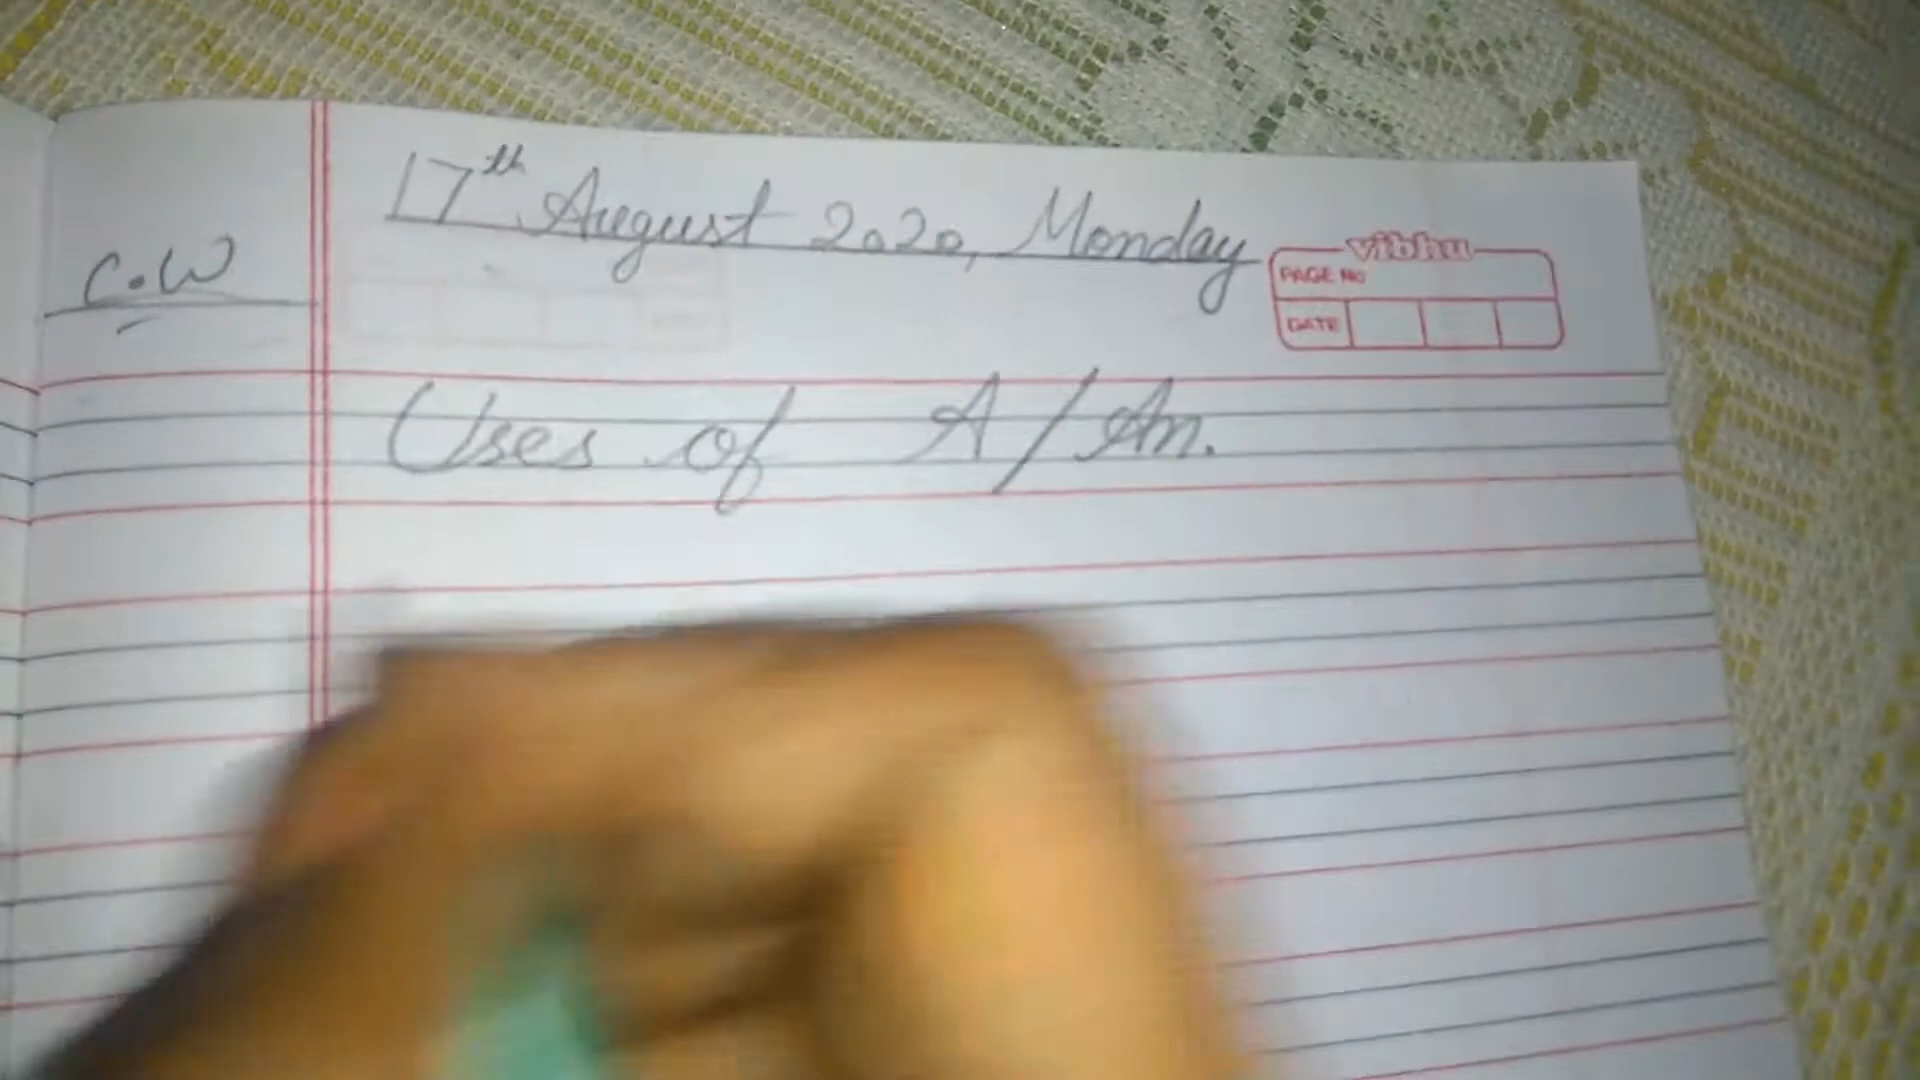 17th August 2020, Monday
C.W
vibhu
PAGE No
DATE
Uses of A/An.